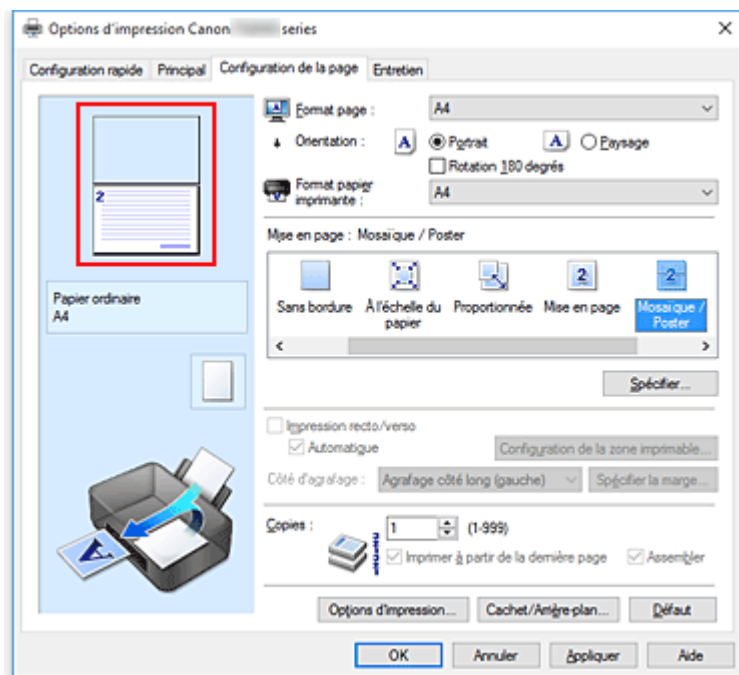 Options d'impression Canon series
Configuration rapide Principal Configuration de la page Entretien
Format page : A4
Orientation : A Portrait A Paysage
Rotation 180 degrés
Format papier imprimante : A4
2
Mise en page : Mosaïque / Poster
2 2
Sans bordure À l'échelle du papier Proportionnée Mise en page Mosaïque / Poster
Papier ordinaire
A4
Spécifier...
Impression recto/verso
Automatique Configuration de la zone imprimable...
Côté d'agrafage : Agrafage côté long (gauche) Spécifier la marge...
Copies : 1 (1-999)
Imprimer à partir de la dernière page Assembler
A
Options d'impression... Cachet/Arrière-plan... Défaut
OK Annuler Appliquer Aide